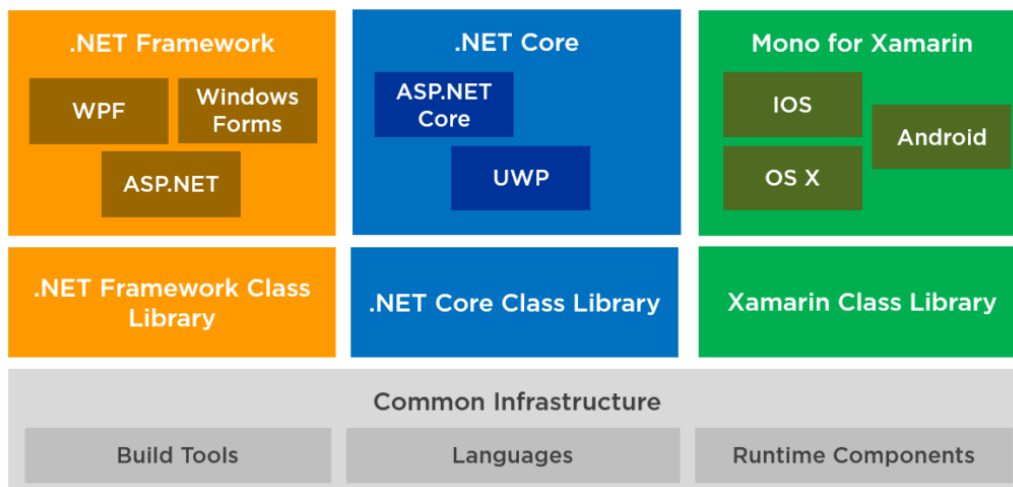 .NET Framework
WPF
Windows
Forms
ASP.NET
.NET Core
ASP.NET
Core
UWP
Mono for Xamarin
IOS
Android
OS X
.NET Framework Class
Library
.NET Core Class Library
Xamarin Class Library
Common Infrastructure
Build Tools
Languages
Runtime Components